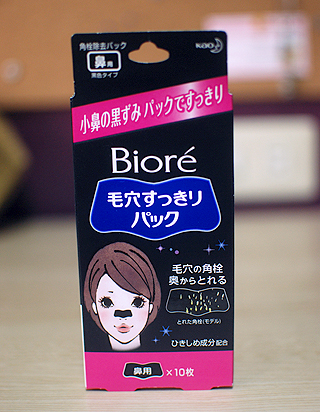 Kao
角栓除去パック
鼻用
黒色タイプ
小鼻の黒ずみ パックですっきり
Bioré
毛穴すっきり
パック
毛穴の角栓
奥からとれる
とれた角栓(モデル)
ひきしめ成分配合
鼻用 ×10枚